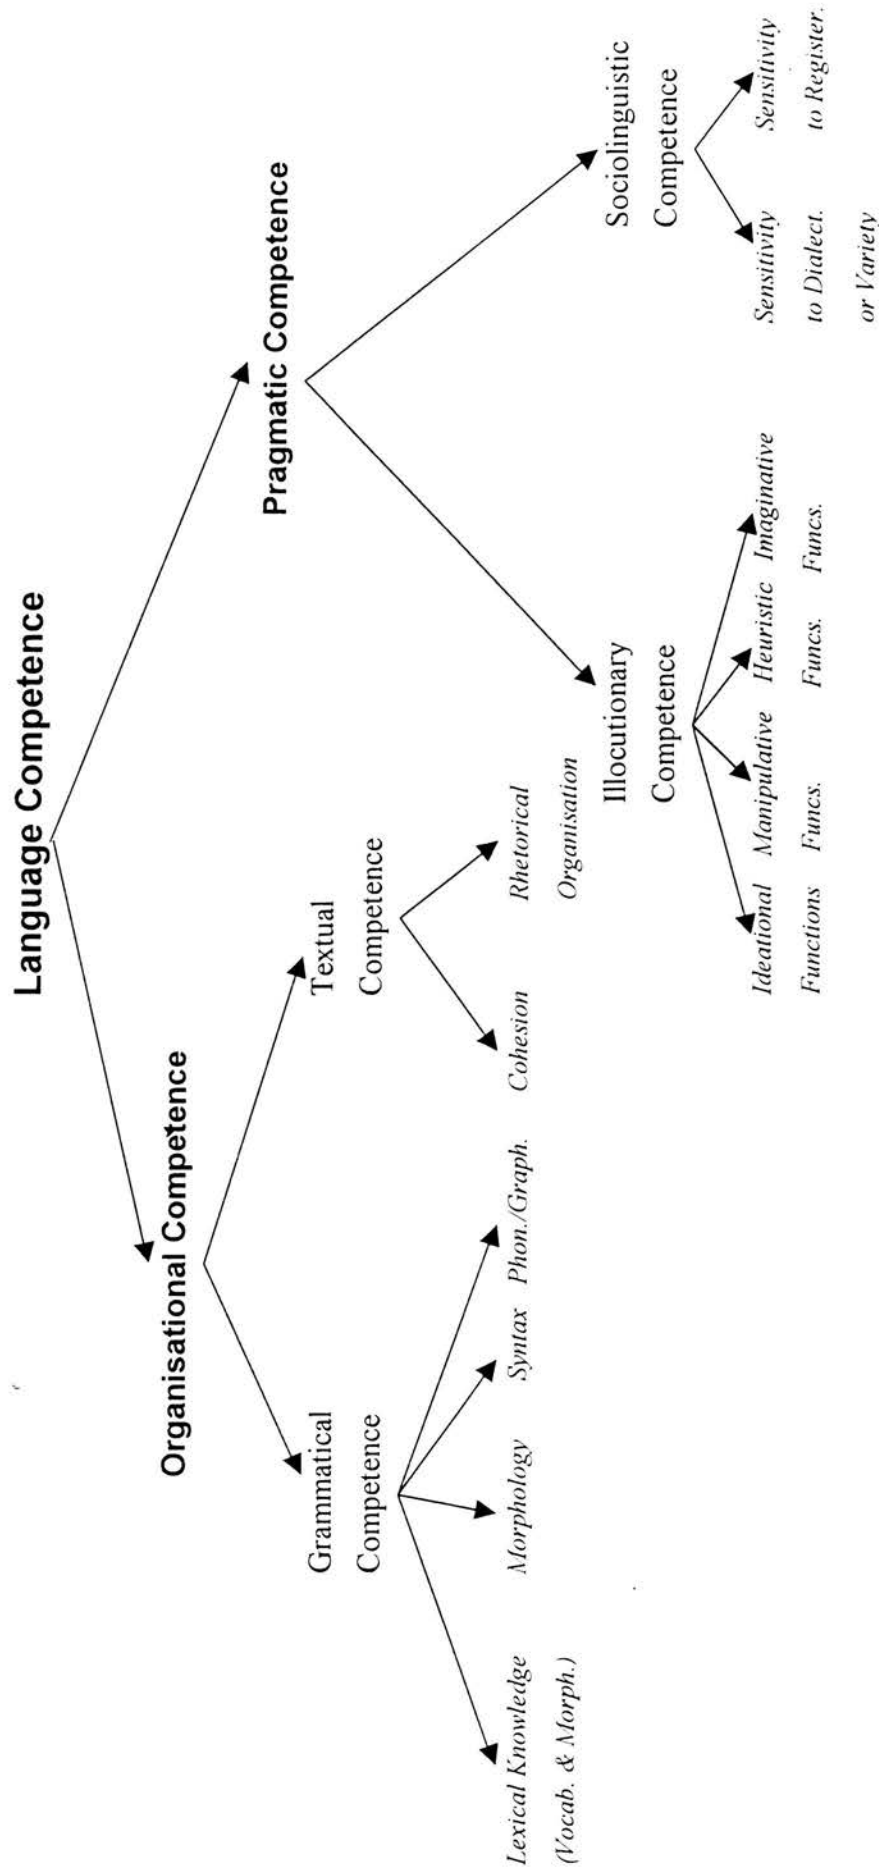 Language Competence
Organisational Competence
Pragmatic Competence
Grammatical
Competence
Textual
Competence
Illocutionary
Competence
Sociolinguistic
Competence
Lexical Knowledge
(Vocab. & Morph.)
Morphology
Syntax
Phon./Graph.
Cohesion
Rhetorical
Organisation
Ideational
Functions
Manipulative
Funcs.
Heuristic
Funcs.
Imaginative
Funcs.
Sensitivity
to Dialect.
or Variety
Sensitivity
to Register.